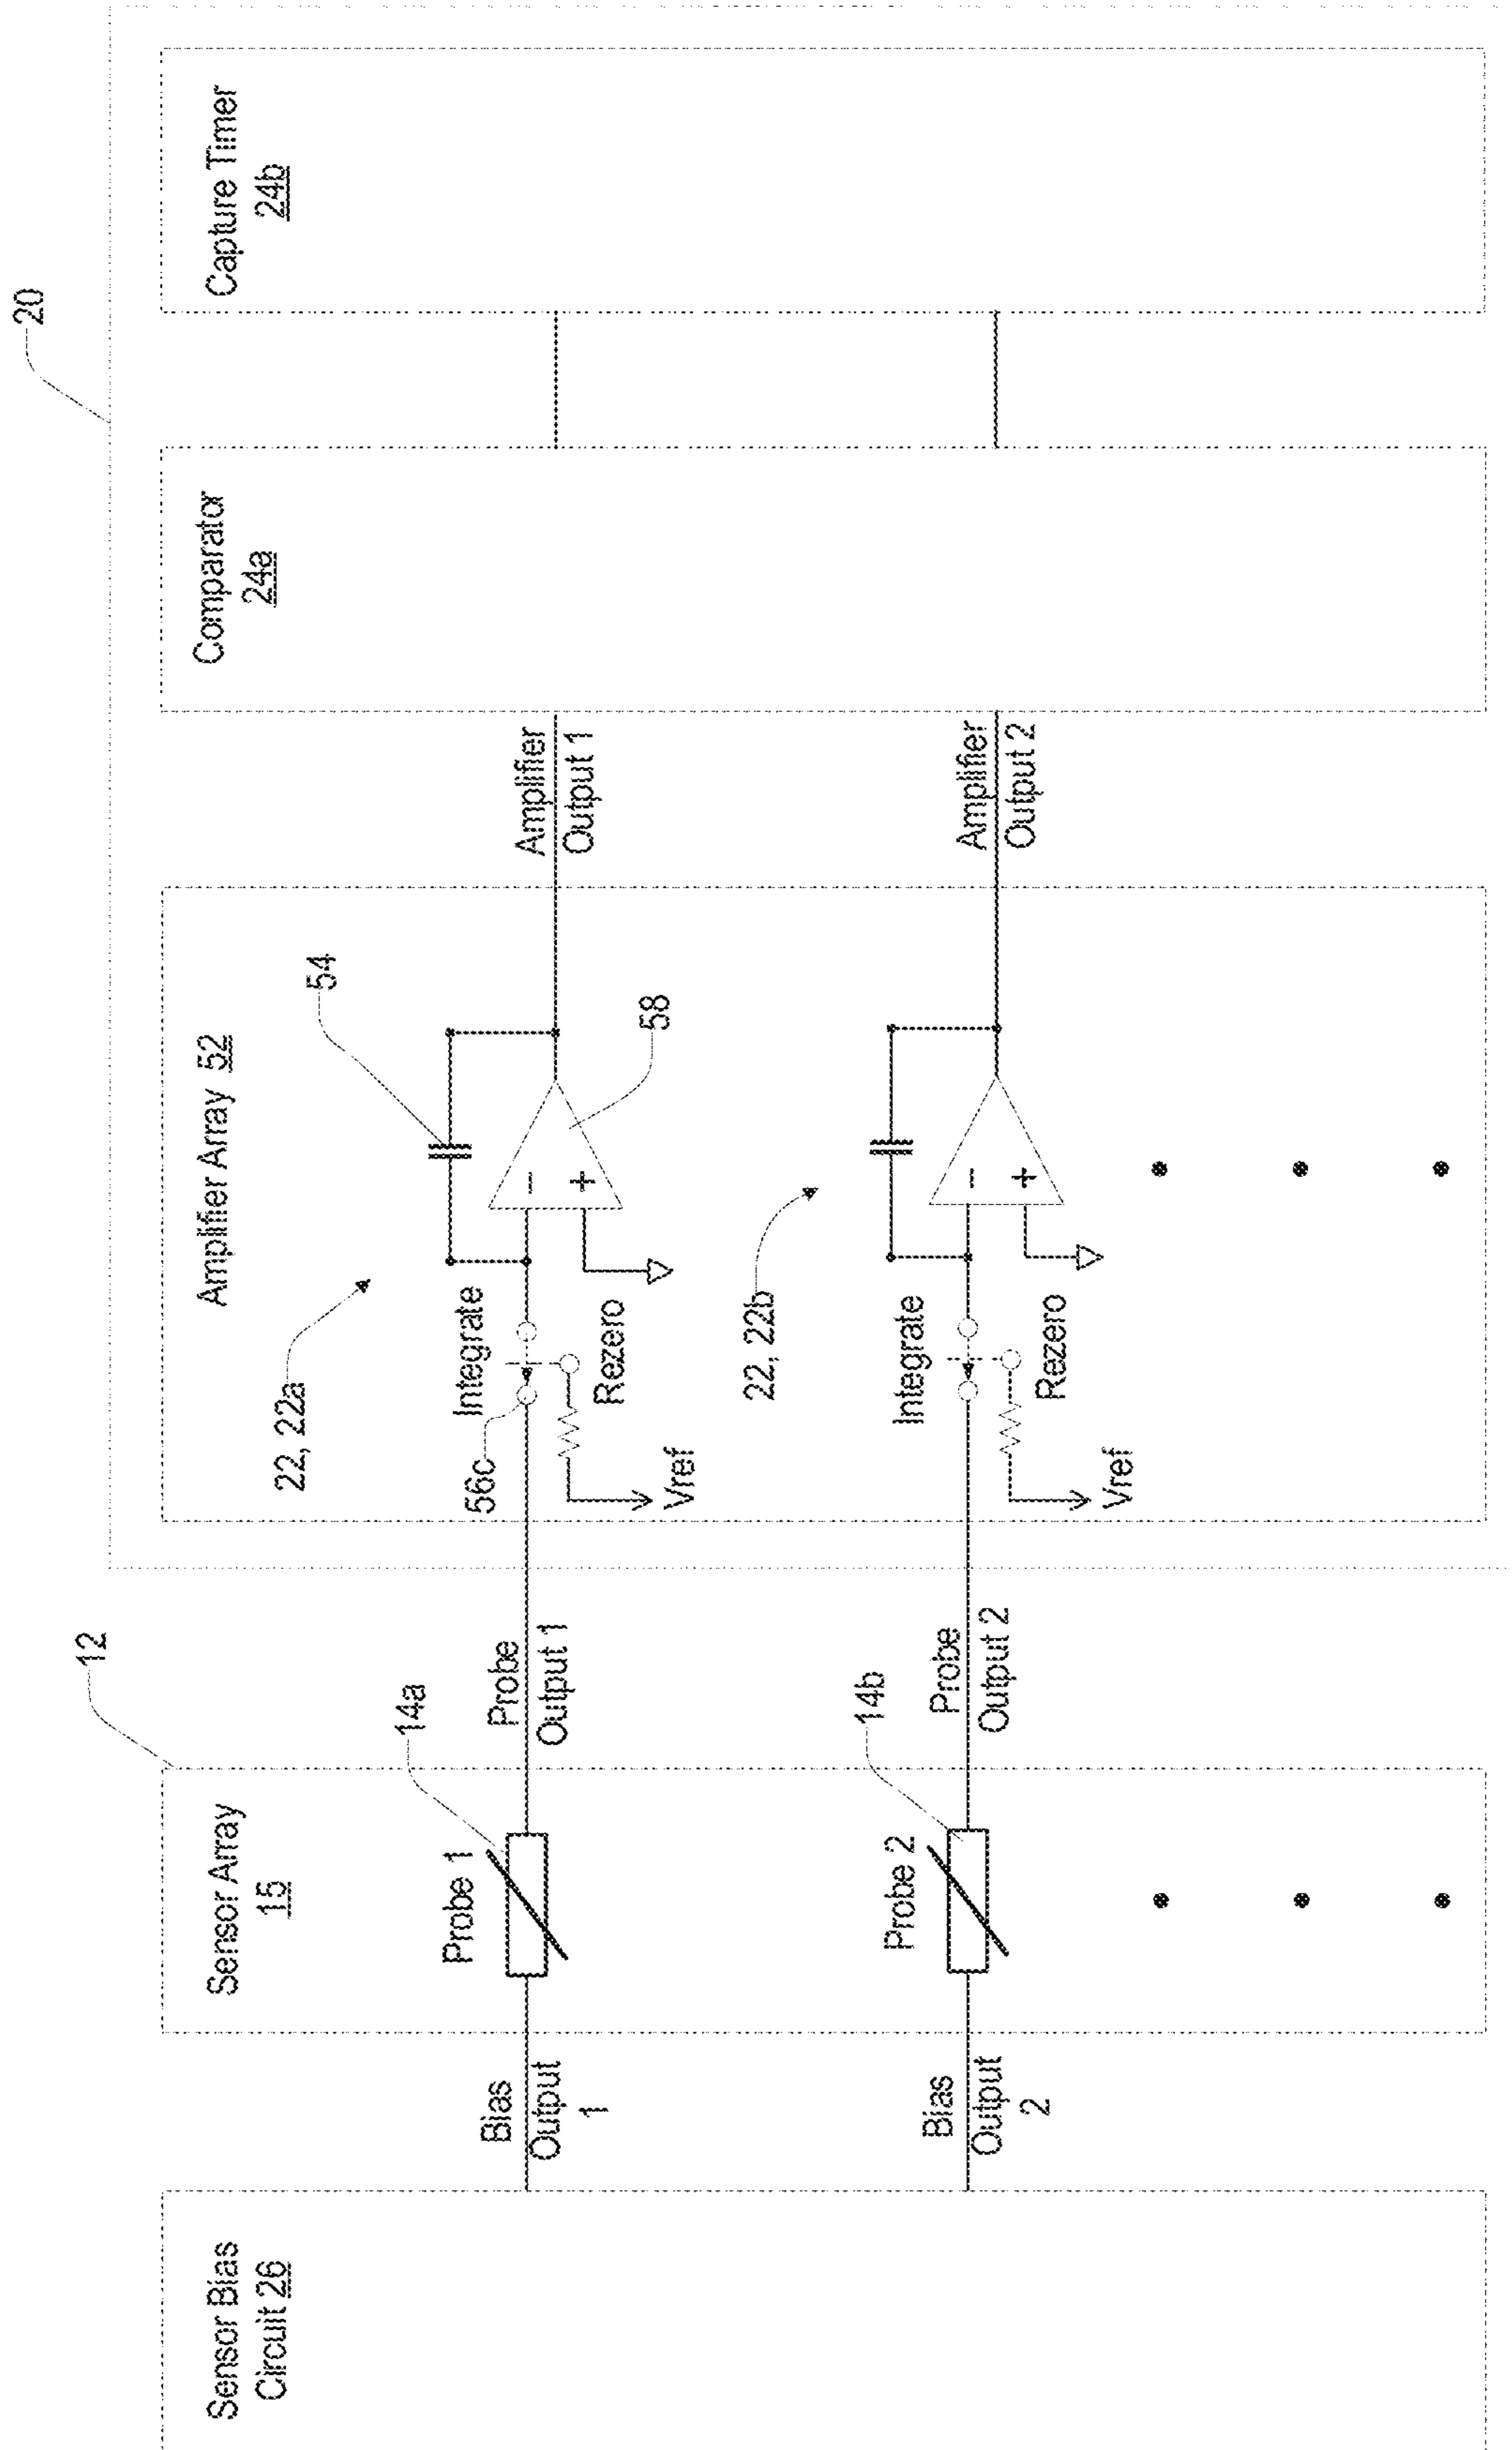 20
12
Sensor Bias
Circuit 26
Bias
Output
1
Bias
Output
2
Sensor Array
15
Probe 1
14a
Probe 2
14b
Probe
Output 1
Probe
Output 2
Amplifier Array 52
22, 22a
54
56c
Integrate
Rezero
Vref
-
+
58
22, 22b
Integrate
Rezero
Vref
-
+
Amplifier
Output 1
Amplifier
Output 2
Comparator
24a
Capture Timer
24b